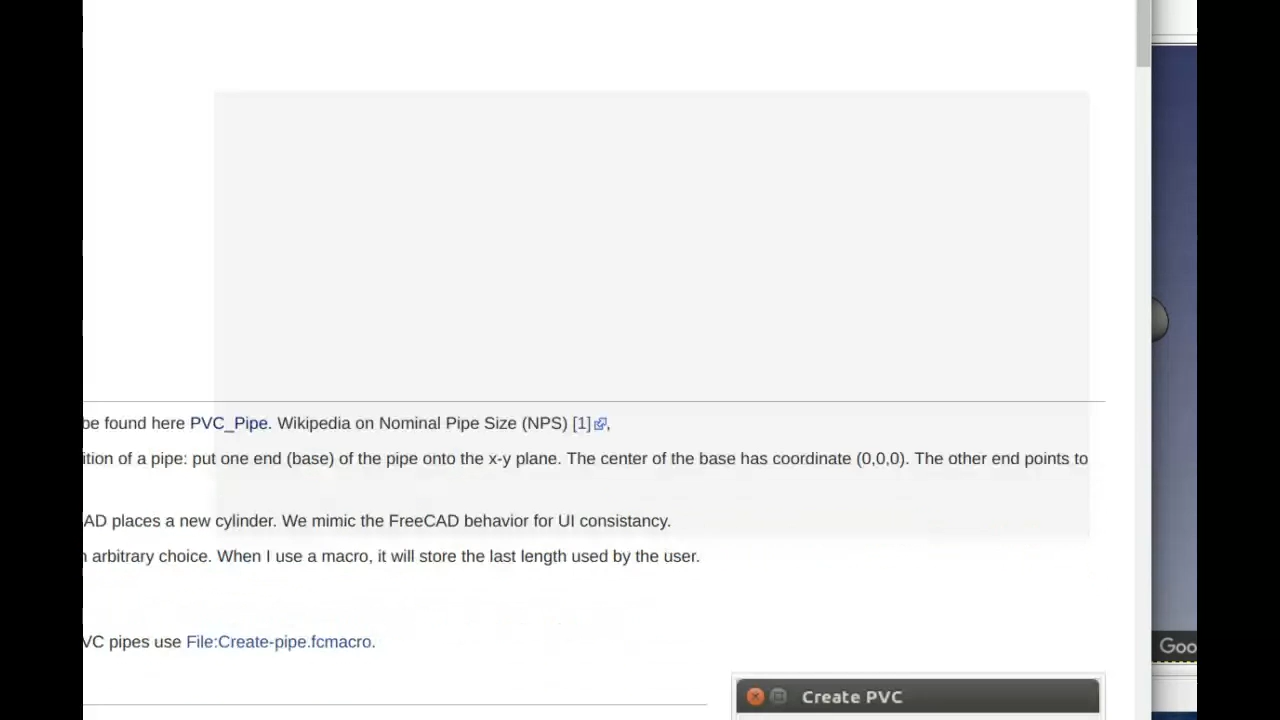 be found here PVC_Pipe. Wikipedia on Nominal Pipe Size (NPS) [1],
ition of a pipe: put one end (base) of the pipe onto the x-y plane. The center of the base has coordinate (0,0,0). The other end points to
AD places a new cylinder. We mimic the FreeCAD behavior for UI consistancy.
arbitrary choice. When I use a macro, it will store the last length used by the user.
VC pipes use File:Create-pipe.fcmacro.
Goo
Create PVC